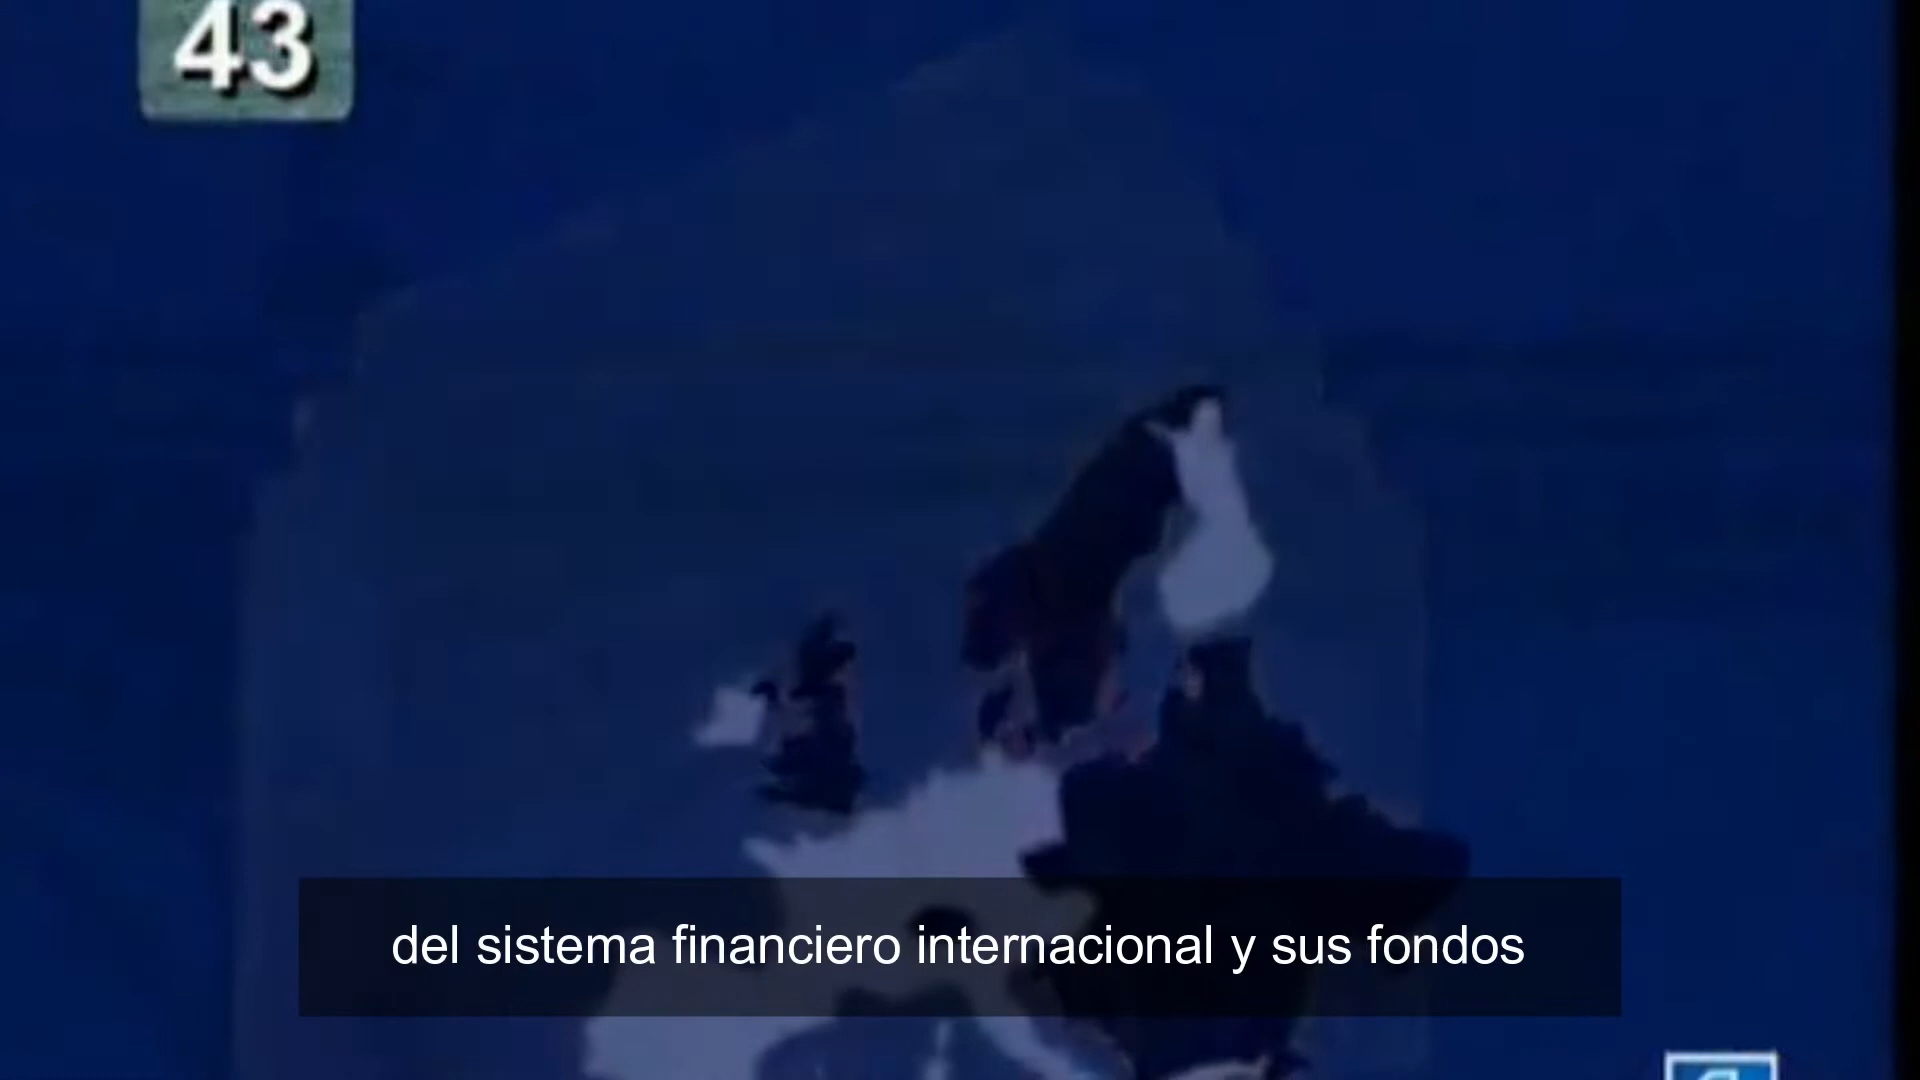 43
del sistema financiero internacional y sus fondos